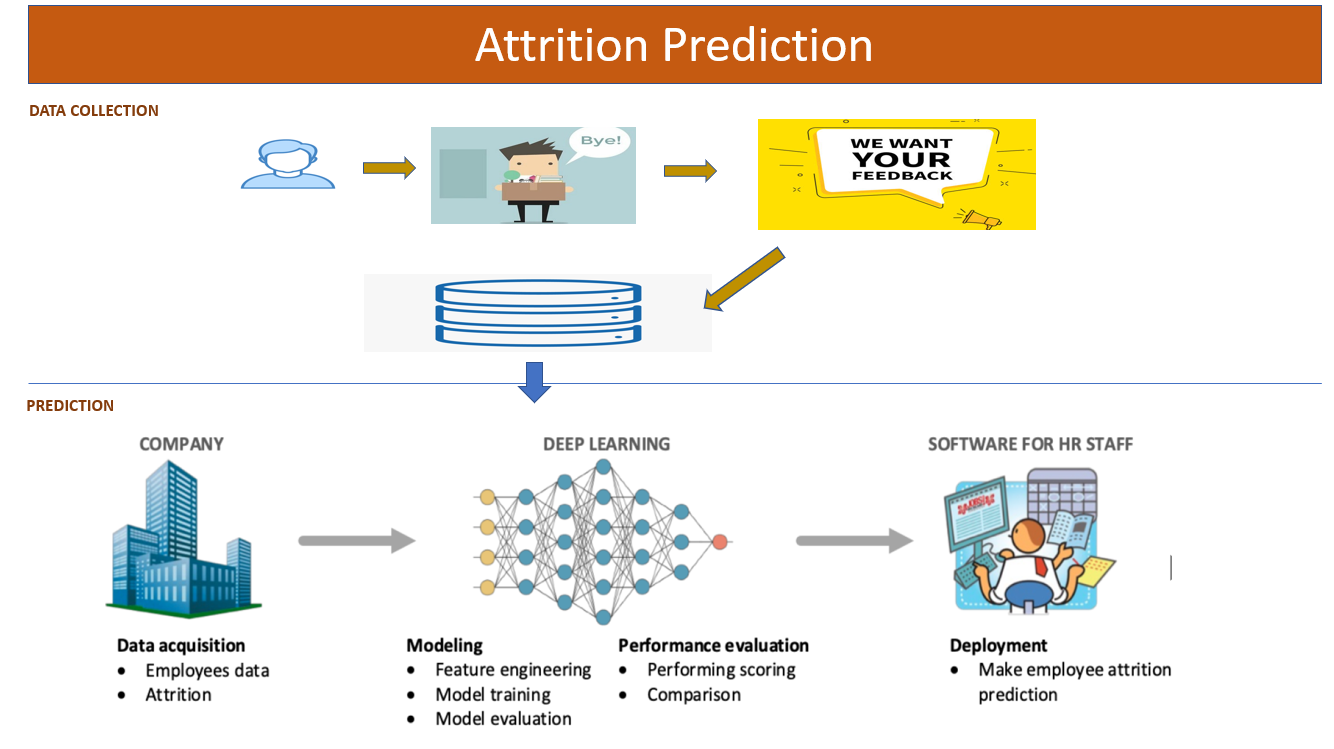 Attrition Prediction
DATA COLLECTION
Bye!
WE WANT
YOUR
FEEDBACK
PREDICTION
COMPANY
DEEP LEARNING
SOFTWARE FOR HR STAFF
Data acquisition
• Employees data
• Attrition
Modeling
• Feature engineering
• Model training
• Model evaluation
Performance evaluation
• Performing scoring
• Comparison
Deployment
• Make employee attrition
prediction